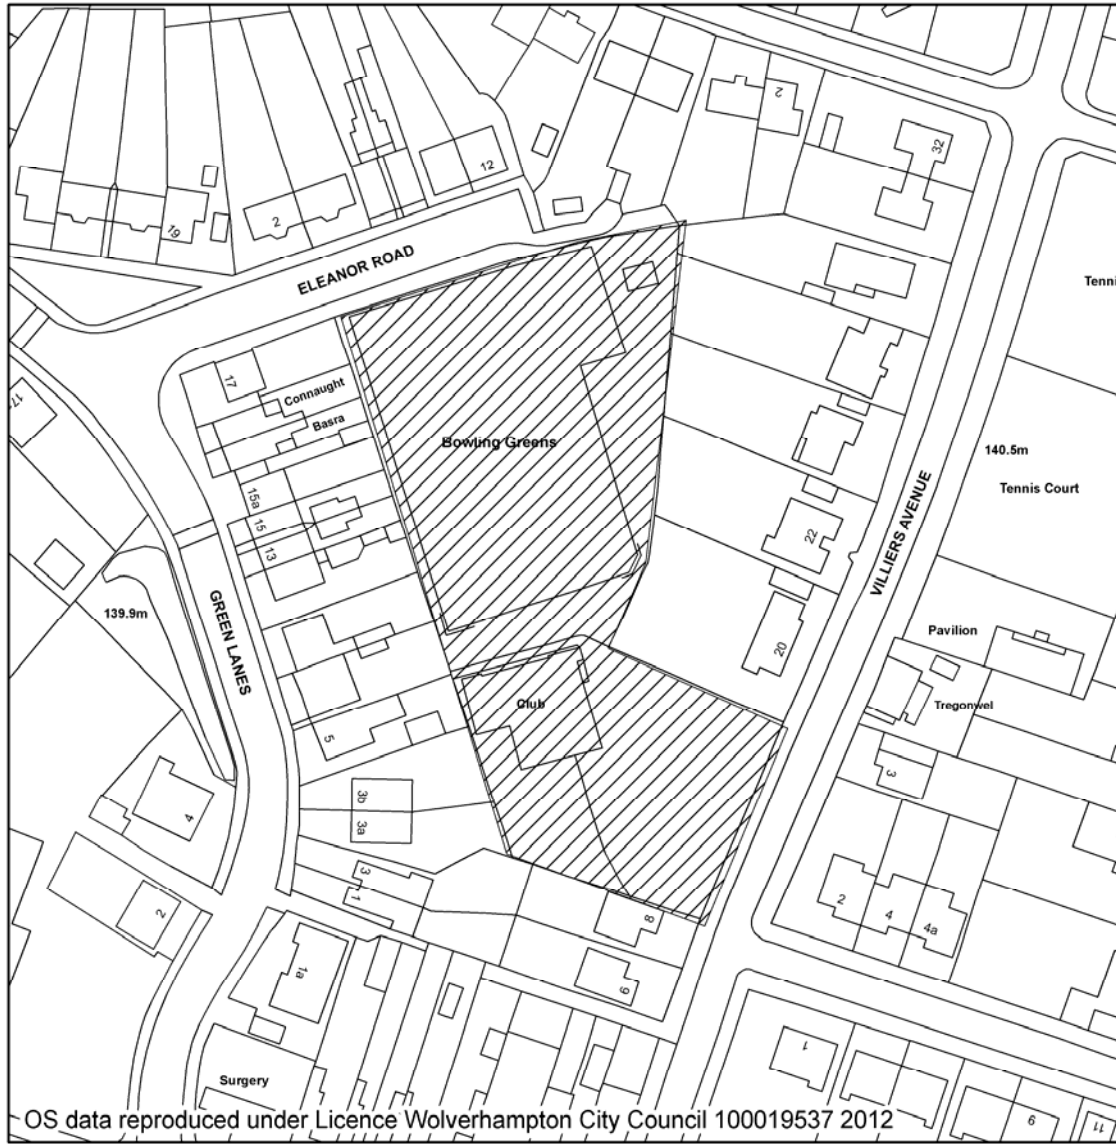 2
32
12
2
19
ELEANOR ROAD
Tenni
17
Connaught
17
Basra
Bowling Greens
140.5m
Tennis Court
15a
15
13
22
VILLIERS AVENUE
139.9m
GREEN LANES
20
Pavilion
Club
Tregonwel
5
3
3b
4
3a
3
1
2
4
4a
2
8
1a
9
1
Surgery
9
11
OS data reproduced under Licence Wolverhampton City Council 100019537 2012